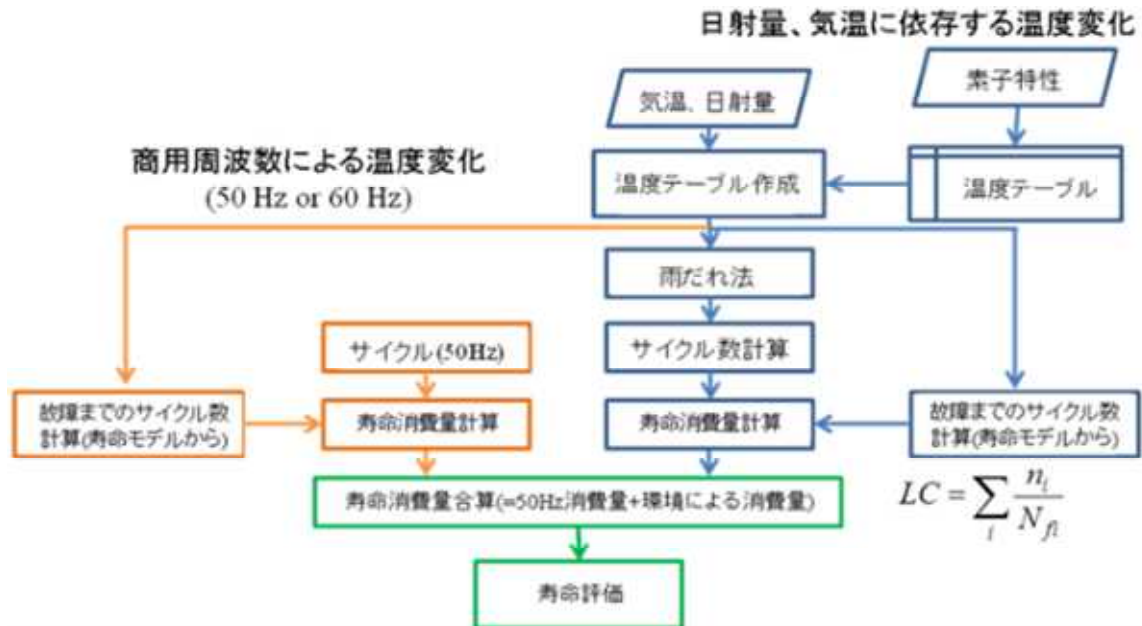 日射量、気温に依存する温度変化
素子特性
気温、日射量
商用周波数による温度変化
(50 Hz or 60 Hz)
温度テーブル作成
温度テーブル
雨だれ法
サイクル(50Hz)
サイクル数計算
故障までのサイクル数
計算(寿命モデルから)
寿命消費量計算
寿命消費量計算
故障までのサイクル数
計算(寿命モデルから)
寿命消費量合算(=50Hz消費量+環境による消費量)
LC = ∑_i n_i / N_fi
寿命評価